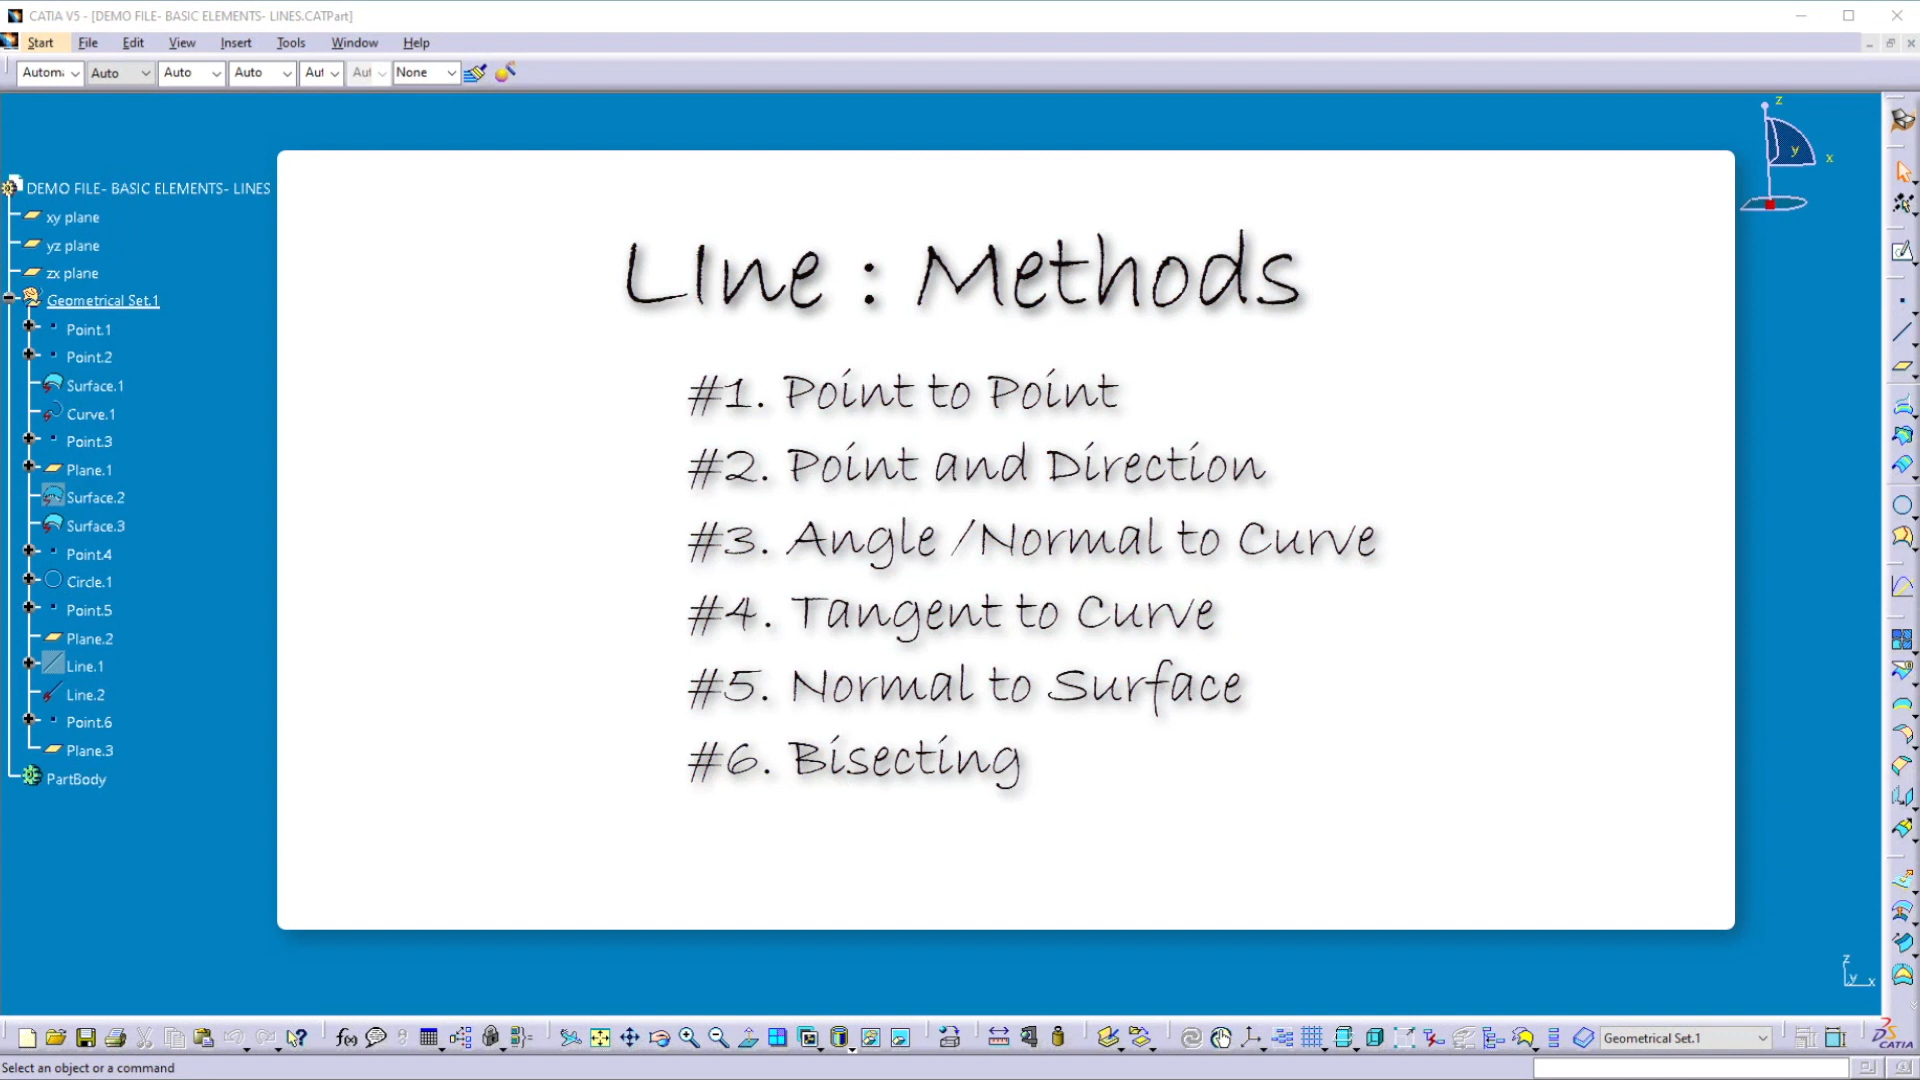 CATIA V5 - [DEMO FILE- BASIC ELEMENTS- LINES.CATPart]
Start File Edit View Insert Tools Window Help
Auto Auto Auto None
z
y
x
DEMO FILE- BASIC ELEMENTS- LINES
xy plane
yz plane
zx plane
Geometrical Set.1
Point.1
Point.2
Surface.1
Curve.1
Point.3
Plane.1
Surface.2
Surface.3
Point.4
Circle.1
Point.5
Plane.2
Line.1
Line.2
Point.6
Plane.3
PartBody
LIne : Methods
#1. Point to Point
#2. Point and Direction
#3. Angle /Normal to Curve
#4. Tangent to Curve
#5. Normal to Surface
#6. Bisecting
z
y x
f(x)
Geometrical Set.1
CATIA
Select an object or a command